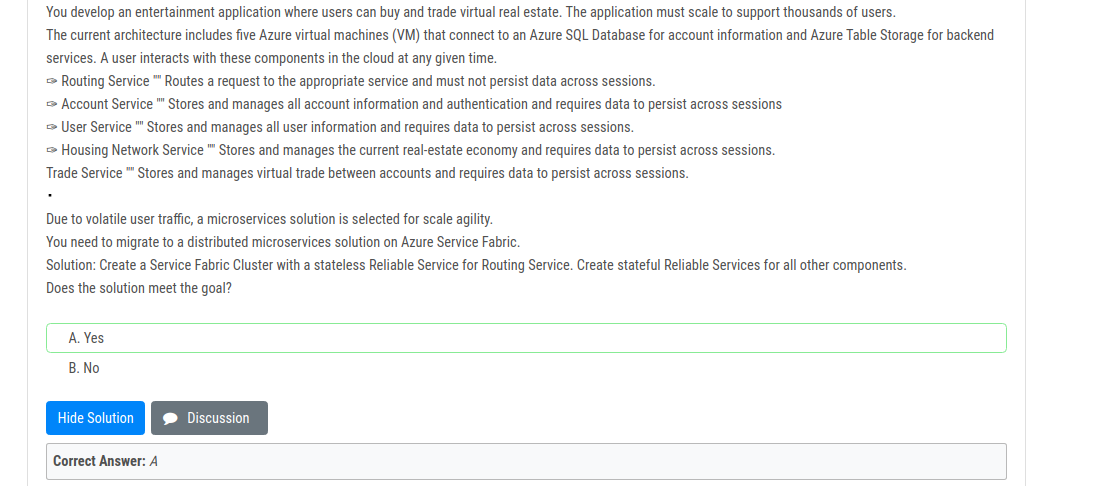 You develop an entertainment application where users can buy and trade virtual real estate. The application must scale to support thousands of users.
The current architecture includes five Azure virtual machines (VM) that connect to an Azure SQL Database for account information and Azure Table Storage for backend
services. A user interacts with these components in the cloud at any given time.
✑ Routing Service "" Routes a request to the appropriate service and must not persist data across sessions.
✑ Account Service "" Stores and manages all account information and authentication and requires data to persist across sessions
✑ User Service "" Stores and manages all user information and requires data to persist across sessions.
✑ Housing Network Service "" Stores and manages the current real-estate economy and requires data to persist across sessions.
Trade Service "" Stores and manages virtual trade between accounts and requires data to persist across sessions.
▪
Due to volatile user traffic, a microservices solution is selected for scale agility.
You need to migrate to a distributed microservices solution on Azure Service Fabric.
Solution: Create a Service Fabric Cluster with a stateless Reliable Service for Routing Service. Create stateful Reliable Services for all other components.
Does the solution meet the goal?
A. Yes
B. No
Hide Solution Discussion
Correct Answer: A